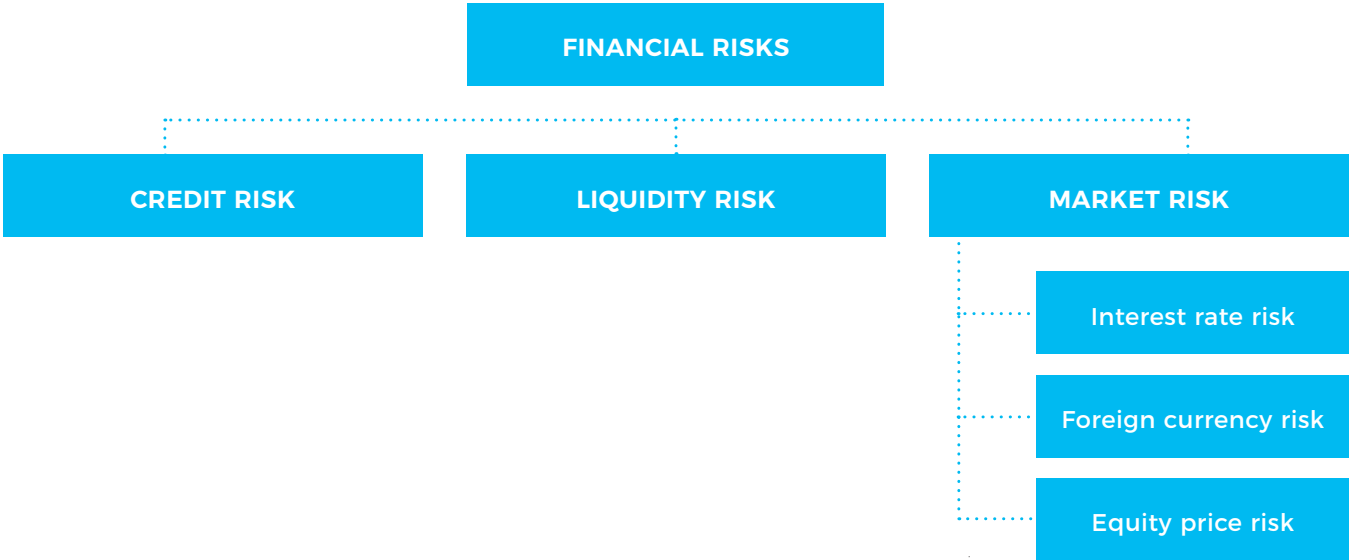 FINANCIAL RISKS
CREDIT RISK
LIQUIDITY RISK
MARKET RISK
Interest rate risk
Foreign currency risk
Equity price risk